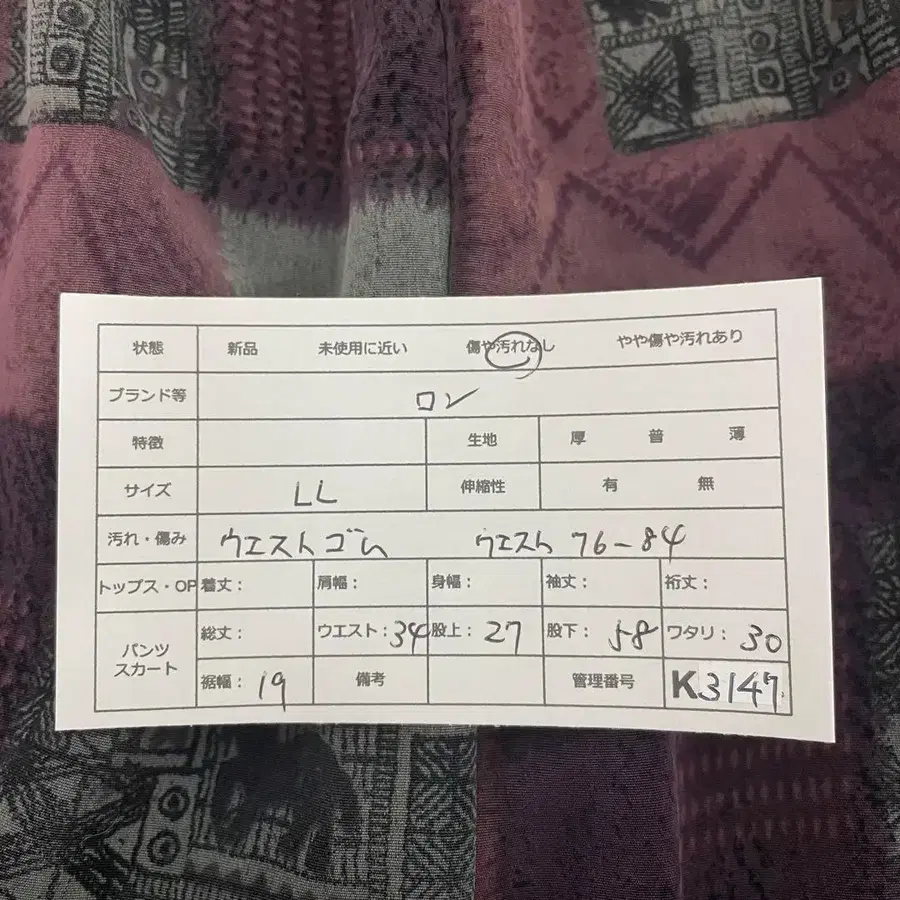 状態 新品 未使用に近い 傷や汚れなし やや傷や汚れあり
ブランド等 ロン
特徴 生地 厚 普 薄
サイズ LL 伸縮性 有 無
汚れ・傷み ウエストゴム ウエスト 76-84
トップス・OP 着丈: 肩幅: 身幅: 袖丈: 裄丈:
パンツ
スカート
総丈: ウエスト:34 股上:27 股下:58 ワタリ:30
裾幅:19 備考 管理番号 K3147